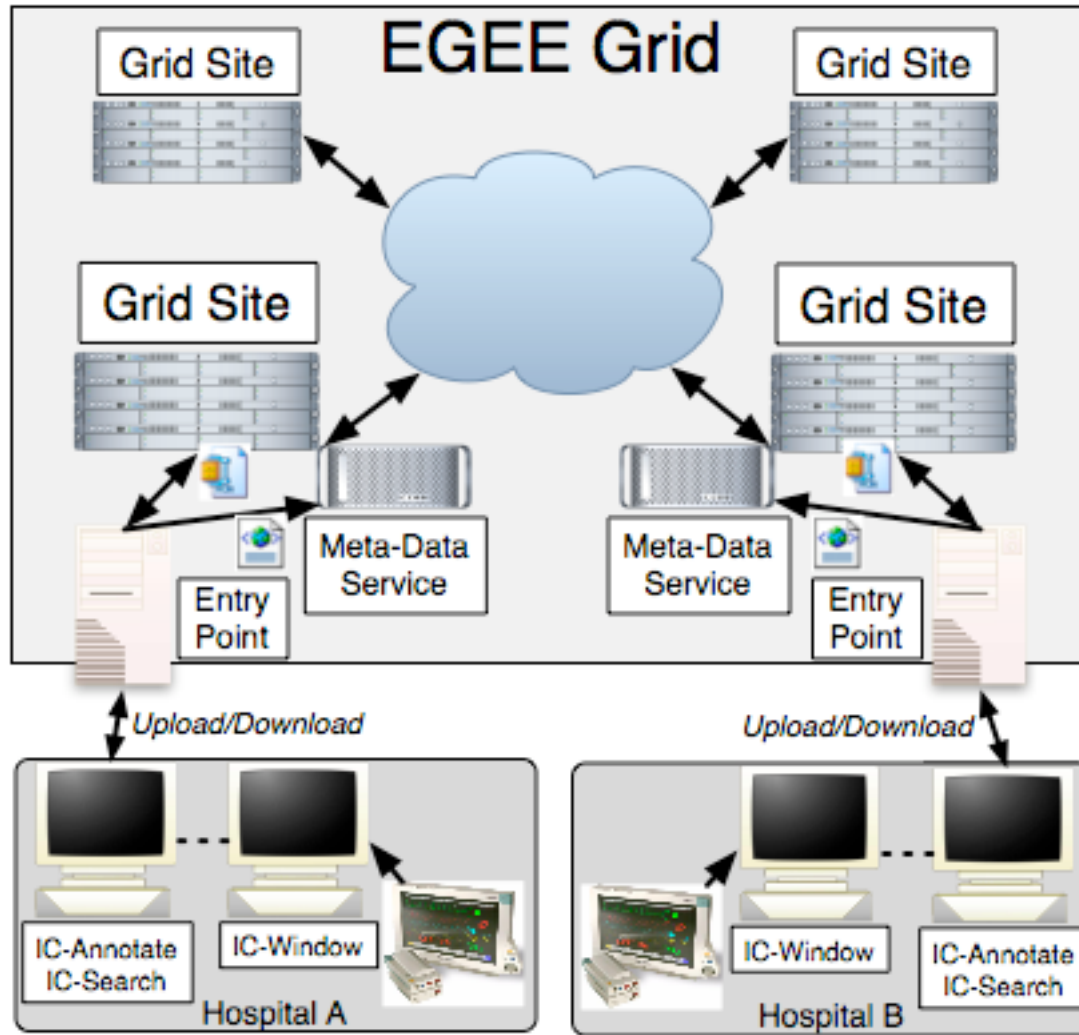 EGEE Grid
Grid Site
Grid Site
Grid Site
Grid Site
Meta-Data
Service
Meta-Data
Service
Entry
Point
Entry
Point
Upload/Download
Upload/Download
IC-Annotate
IC-Search
IC-Window
Hospital A
IC-Window
IC-Annotate
IC-Search
Hospital B